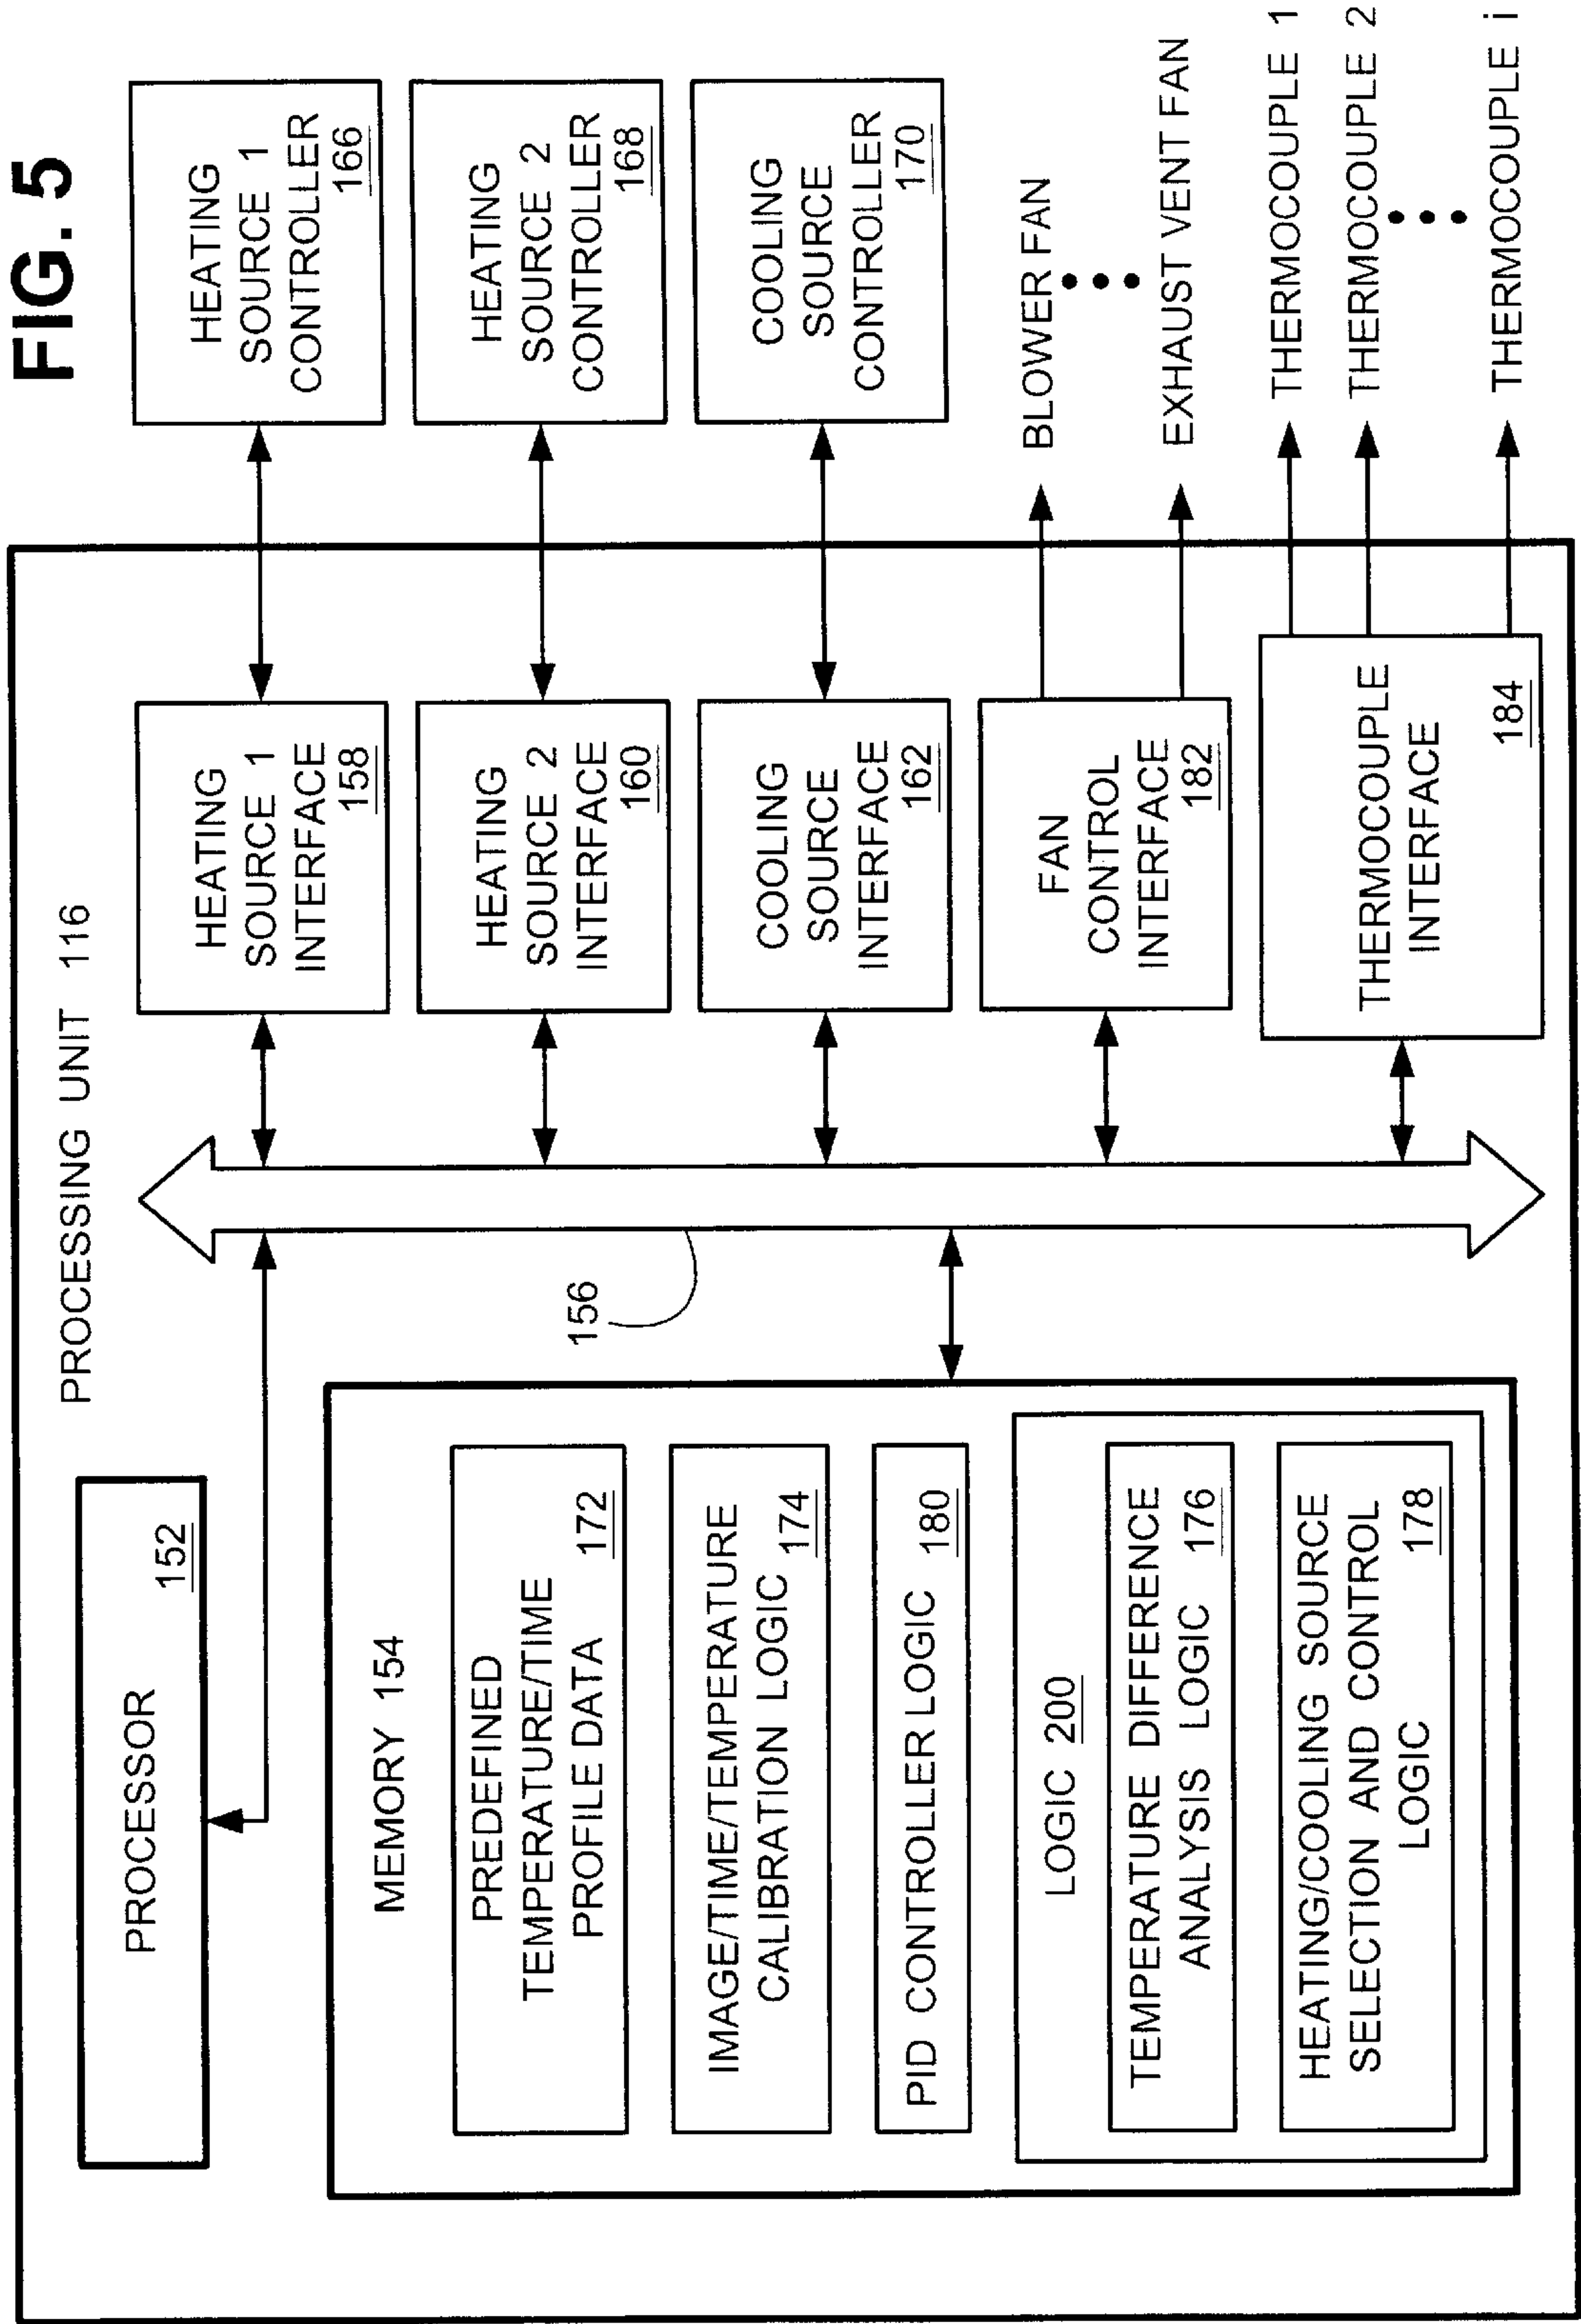 FIG. 5
PROCESSING UNIT 116
PROCESSOR
152
MEMORY 154
PREDEFINED
TEMPERATURE/TIME
PROFILE DATA
172
IMAGE/TIME/TEMPERATURE
CALIBRATION LOGIC
174
PID CONTROLLER LOGIC
180
LOGIC 200
TEMPERATURE DIFFERENCE
ANALYSIS LOGIC
176
HEATING/COOLING SOURCE
SELECTION AND CONTROL
LOGIC
178
156
HEATING
SOURCE 1
INTERFACE
158
HEATING
SOURCE 2
INTERFACE
160
COOLING
SOURCE
INTERFACE
162
FAN
CONTROL
INTERFACE
182
THERMOCOUPLE
INTERFACE
184
HEATING
SOURCE 1
CONTROLLER
166
HEATING
SOURCE 2
CONTROLLER
168
COOLING
SOURCE
CONTROLLER
170
BLOWER FAN
EXHAUST VENT FAN
THERMOCOUPLE 1
THERMOCOUPLE 2
THERMOCOUPLE i